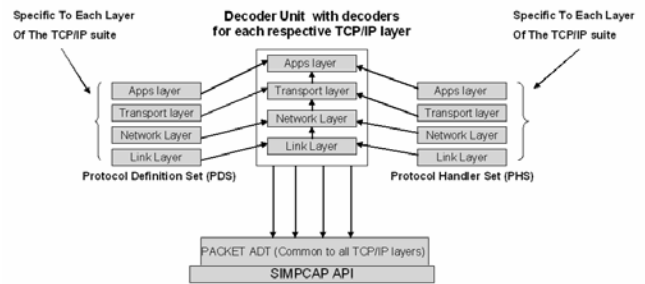 Specific To Each Layer
Of The TCP/IP suite
Decoder Unit with decoders
for each respective TCP/IP layer
Specific To Each Layer
Of The TCP/IP suite
Apps layer
Transport layer
Network Layer
Link Layer
Protocol Definition Set (PDS)
Apps layer
Transport layer
Network Layer
Link Layer
Apps layer
Transport layer
Network Layer
Link Layer
Protocol Handler Set (PHS)
PACKET ADT (Common to all TCP/IP layers)
SIMPCAP API